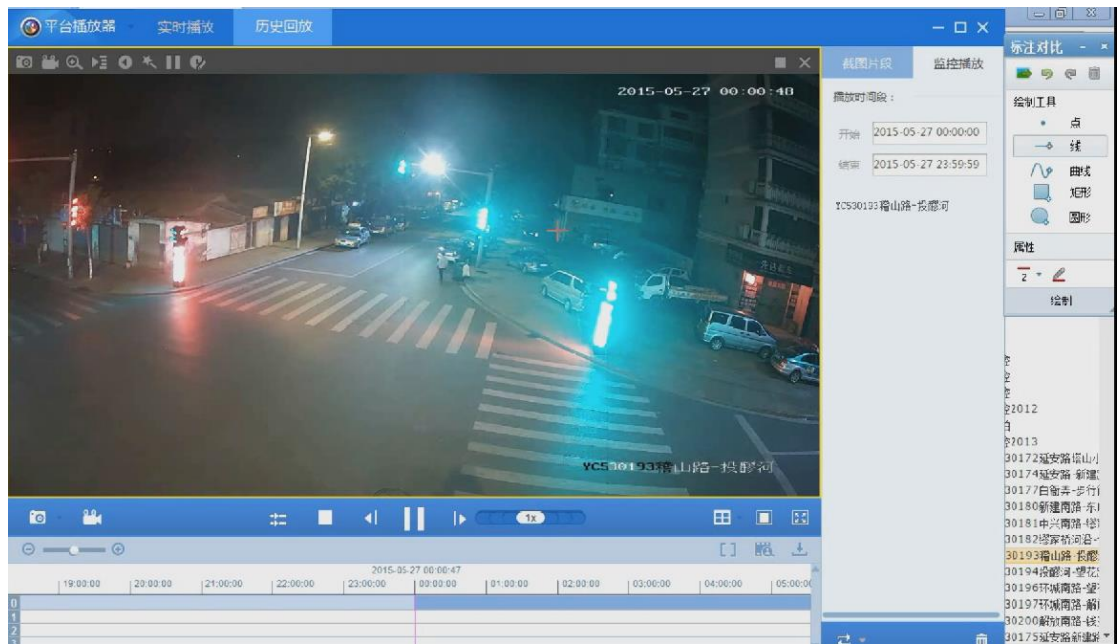 平台播放器 实时播放 历史回放
2015-05-27 00:00:48
YC530193稽山路-投醪河
1x
2015-05-27 00:00:47
19:00:00 20:00:00 21:00:00 22:00:00 23:00:00 00:00:00 01:00:00 02:00:00 03:00:00 04:00:00 05:00:00
0
1
2
3
截图片段 监控播放
播放时间段：
开始 2015-05-27 00:00:00
结束 2015-05-27 23:59:59
YC530193稽山路-投醪河
标注对比
绘制工具
点
线
曲线
矩形
圆形
属性
2
绘制
2012
2013
30172延安路塔山
30174延安路-新建
30177白衙弄-步行
30180新建南路-东
30181中兴南路-
30182缪家桥河沿-
30193稽山路-投醪
30194投醪河-望花
30196环城南路-望
30197环城南路-解
30200解放南路-钱
30175延安路新建路